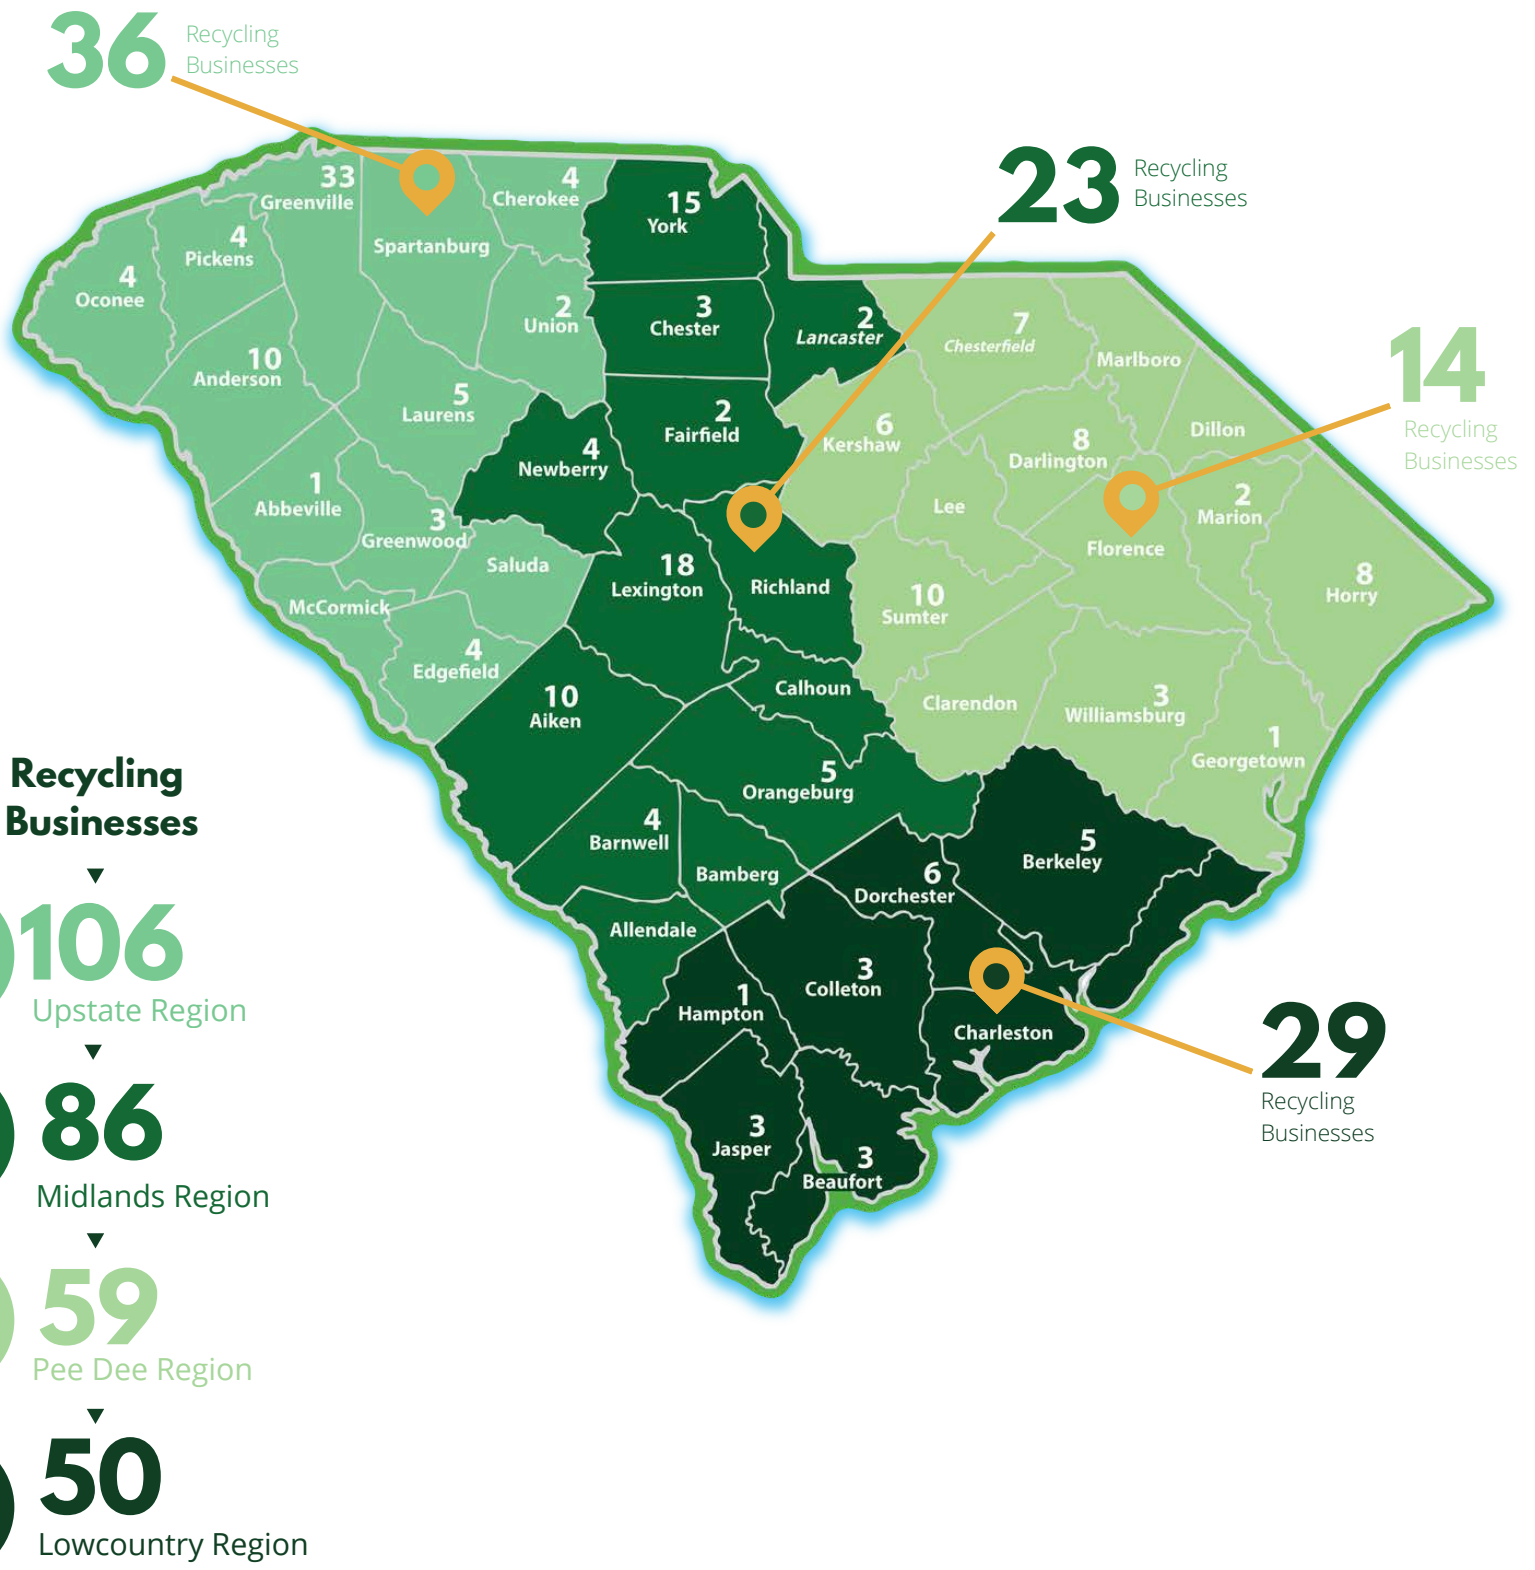 36
Recycling
Businesses
23
Recycling
Businesses
14
Recycling
Businesses
29
Recycling
Businesses
33
Greenville
Spartanburg
4
Cherokee
15
York
4
Pickens
4
Oconee
2
Union
3
Chester
2
Lancaster
7
Chesterfield
Marlboro
10
Anderson
5
Laurens
2
Fairfield
6
Kershaw
8
Darlington
Dillon
4
Newberry
1
Abbeville
3
Greenwood
Saluda
Lee
2
Marion
Florence
McCormick
18
Lexington
Richland
10
Sumter
8
Horry
4
Edgefield
10
Aiken
Calhoun
Clarendon
3
Williamsburg
1
Georgetown
5
Orangeburg
4
Barnwell
Bamberg
6
Dorchester
5
Berkeley
Allendale
3
Colleton
1
Hampton
Charleston
3
Jasper
3
Beaufort
Recycling
Businesses
106
Upstate Region
86
Midlands Region
59
Pee Dee Region
50
Lowcountry Region